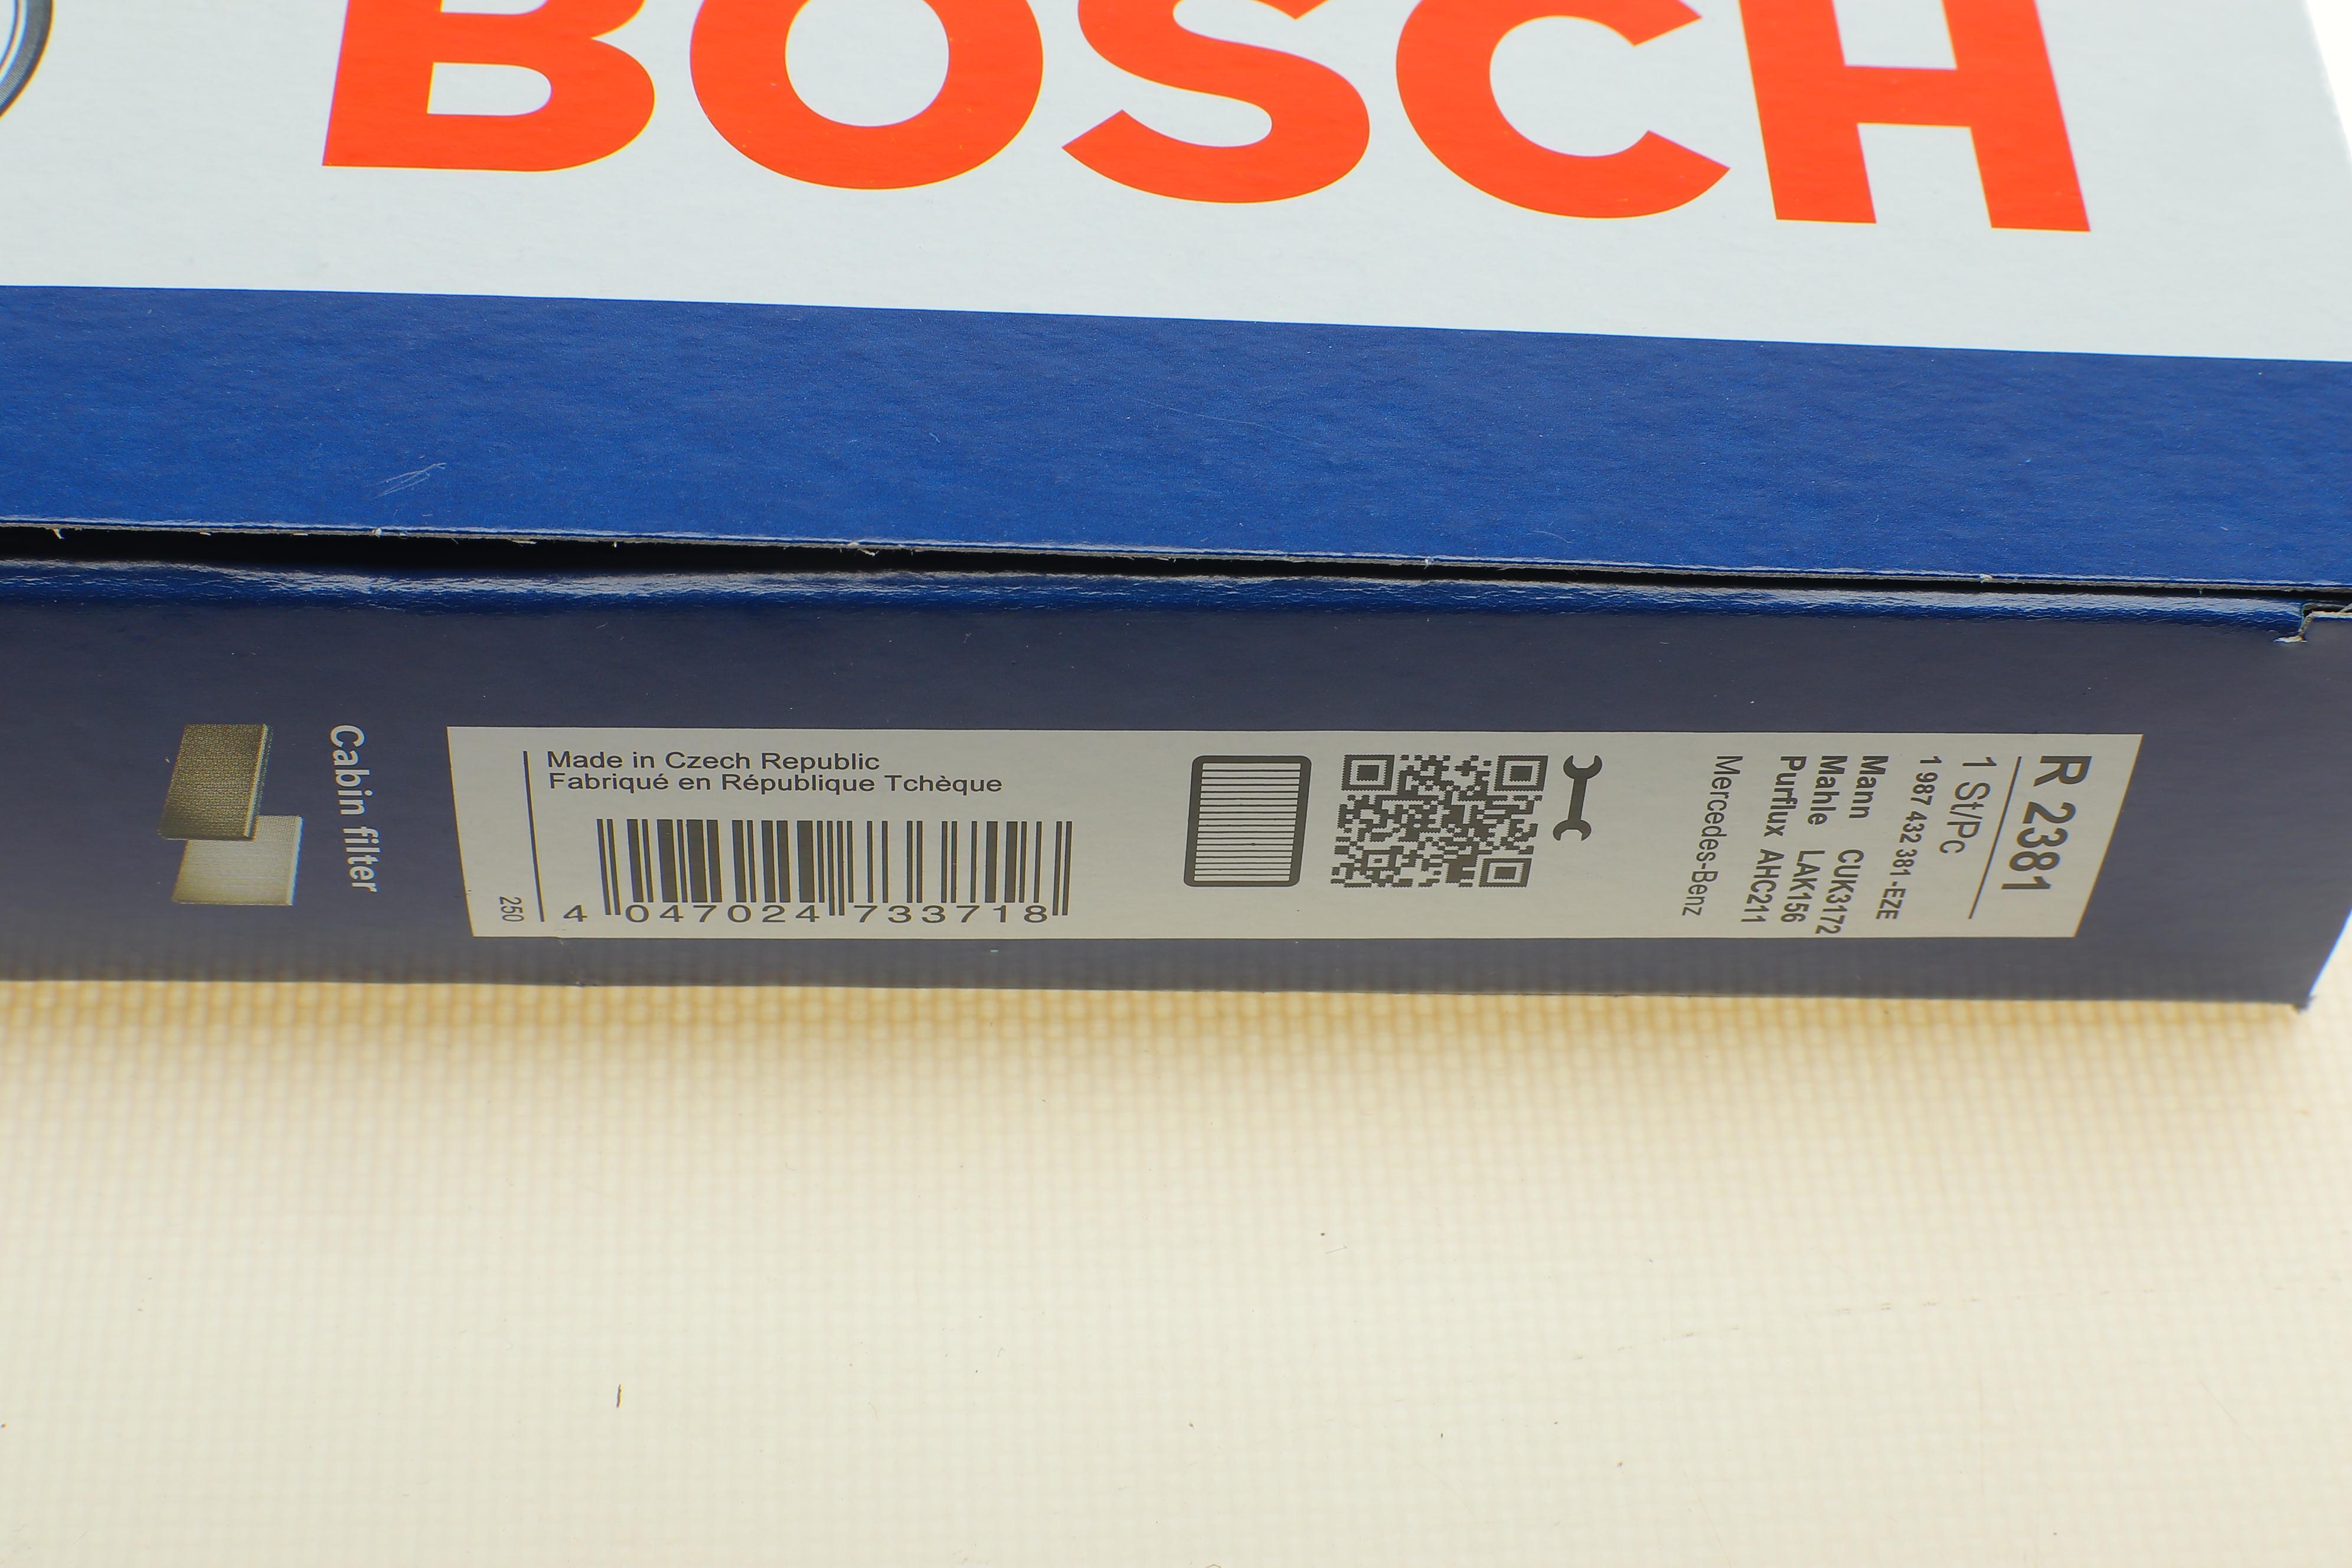 BOSCH
R 2381
1 St/Pc
1 987 432 381-EZE
Mann CUK3172
Mahle LAK156
Purflux AHC211
Mercedes-Benz
Made in Czech Republic
Fabriqué en République Tchèque
4 047024 733718
250
Cabin filter